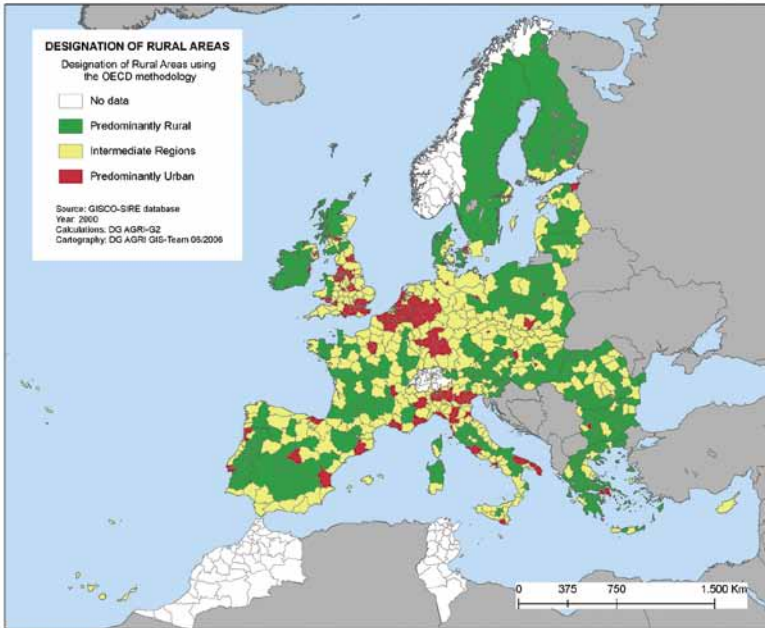 DESIGNATION OF RURAL AREAS
Designation of Rural Areas using
the OECD methodology
No data
Predominantly Rural
Intermediate Regions
Predominantly Urban
Source: GISCO-SIRE database
Year: 2000
Calculations: DG AGRI-G2
Cartography: DG AGRI GIS-Team 06/2006
0 375 750 1.500 Km